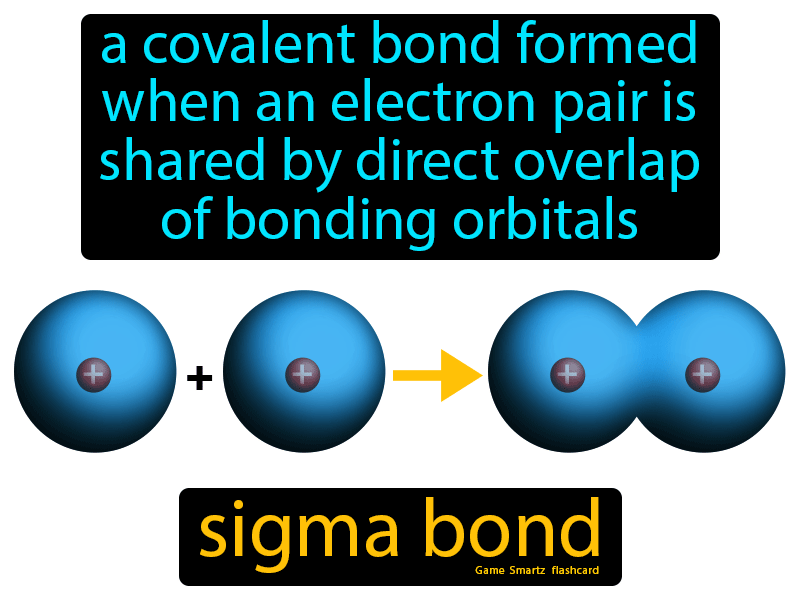 a covalent bond formed
when an electron pair is
shared by direct overlap
of bonding orbitals
+ + + → + +
sigma bond
Game Smartz flashcard